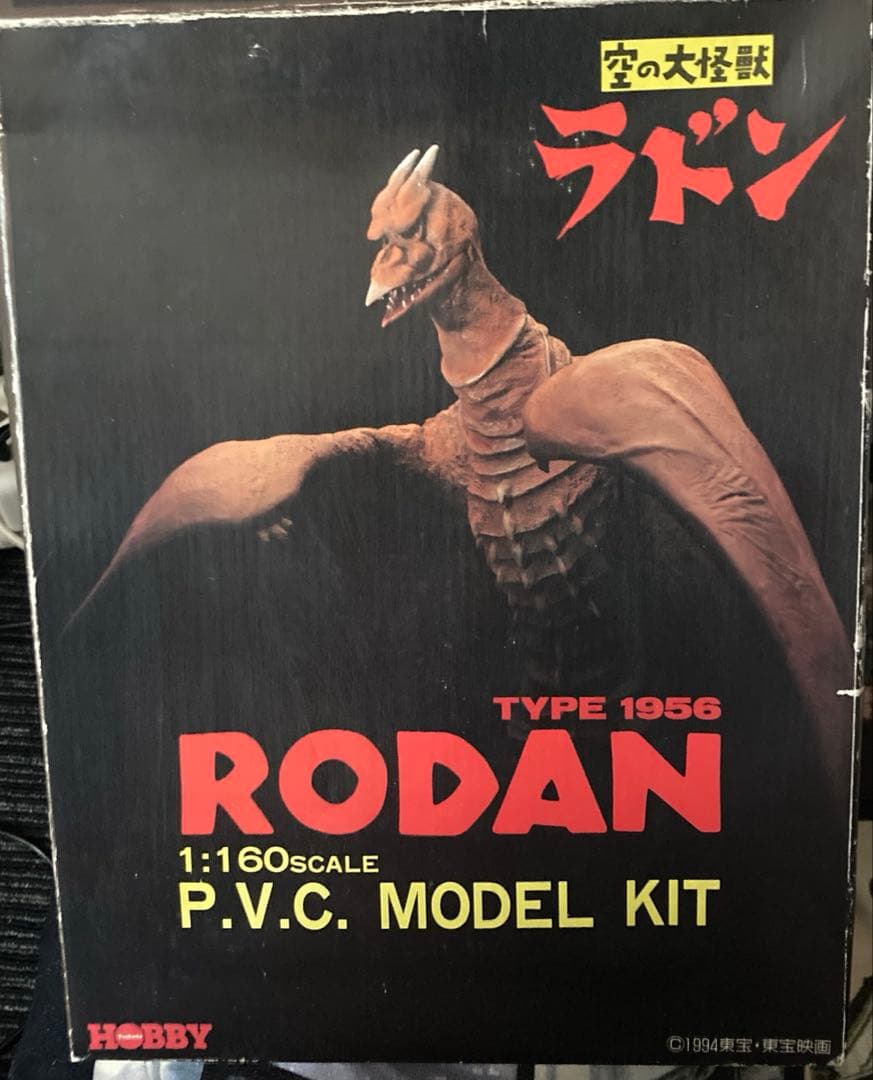 空の大怪獸
ラドン
TYPE 1956
RODAN
1:160SCALE
P.V.C. MODEL KIT
HOBBY
©1994東宝・東宝映画